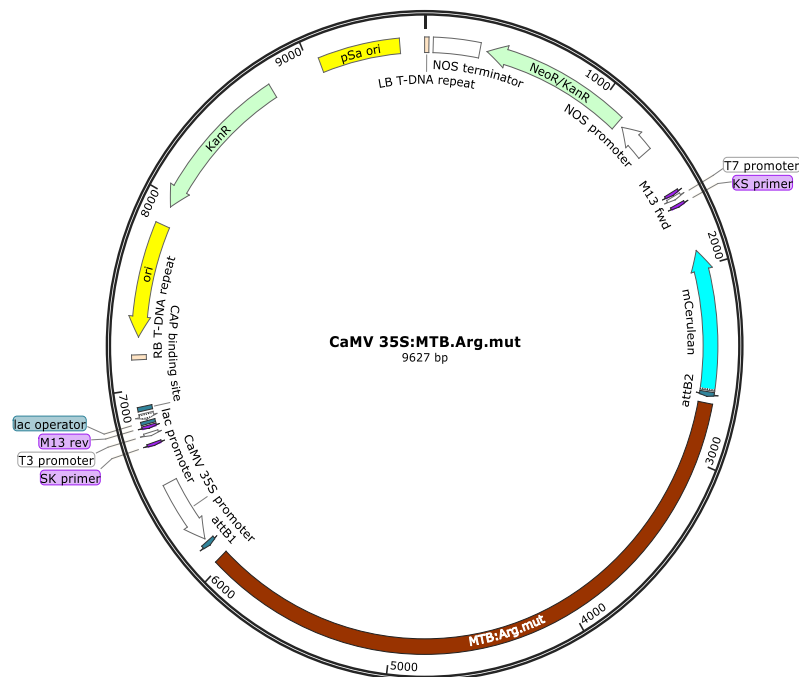 CaMV 35S:MTB.Arg.mut
9627 bp
LB T-DNA repeat
NOS terminator
NeoR/KanR
1000
NOS promoter
T7 promoter
KS primer
M13 fwd
2000
mCerulean
attB2
3000
MTB:Arg.mut
4000
5000
6000
attB1
CaMV 35S promoter
lac promoter
SK primer
T3 promoter
M13 rev
lac operator
7000
CAP binding site
RB T-DNA repeat
ori
8000
KanR
9000
pSa ori